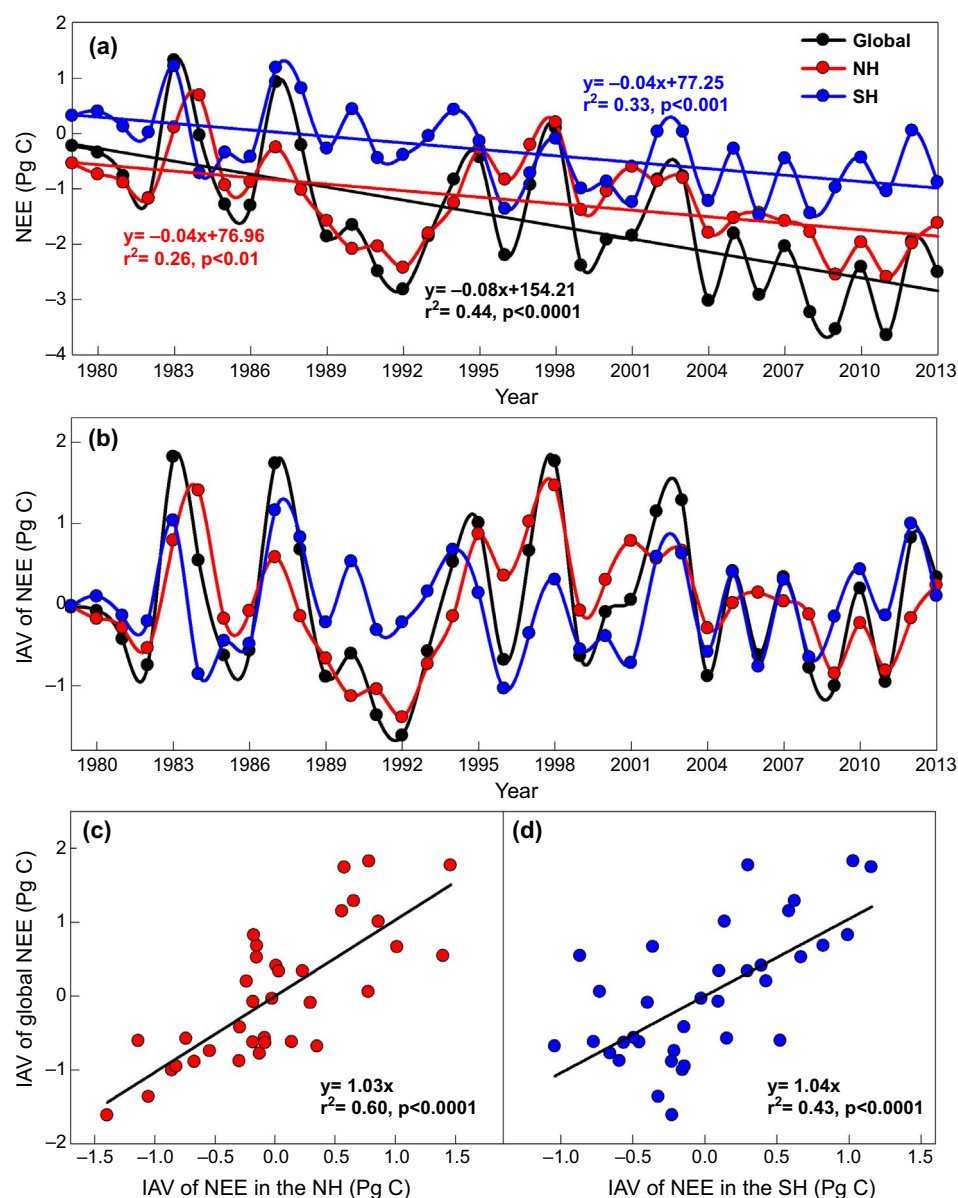 (a)
Global
NH
SH
y= –0.04x+77.25
r2= 0.33, p<0.001
y= –0.04x+76.96
r2= 0.26, p<0.01
y= –0.08x+154.21
r2= 0.44, p<0.0001
NEE (Pg C)
2
1
0
–1
–2
–3
–4
1980 1983 1986 1989 1992 1995 1998 2001 2004 2007 2010 2013
Year
(b)
IAV of NEE (Pg C)
2
1
0
–1
1980 1983 1986 1989 1992 1995 1998 2001 2004 2007 2010 2013
Year
(c)
IAV of global NEE (Pg C)
2
1
0
–1
–2
y= 1.03x
r2= 0.60, p<0.0001
–1.5 –1.0 –0.5 0.0 0.5 1.0 1.5
IAV of NEE in the NH (Pg C)
(d)
y= 1.04x
r2= 0.43, p<0.0001
–1.0 –0.5 0.0 0.5 1.0 1.5
IAV of NEE in the SH (Pg C)